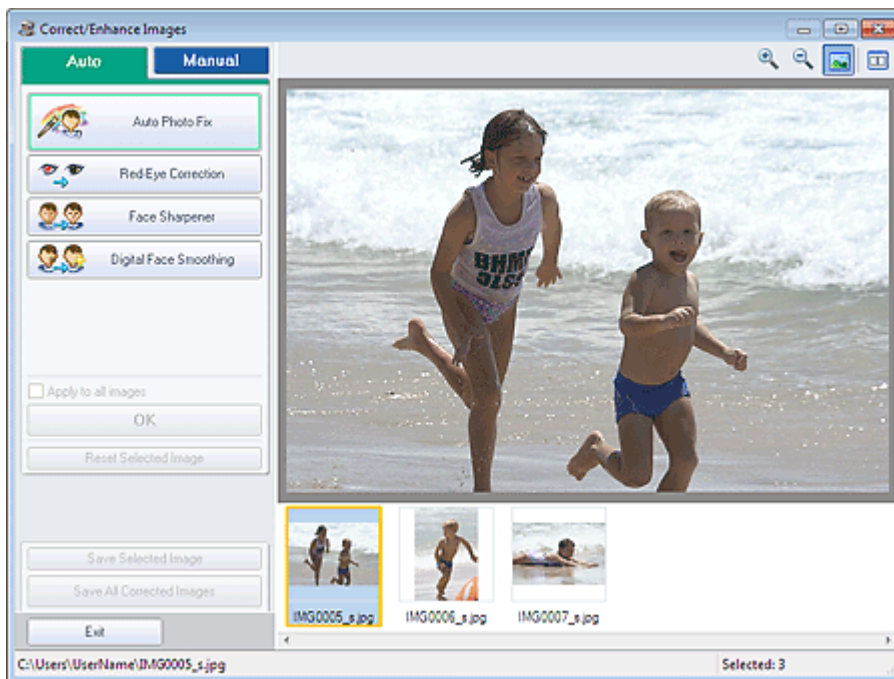 Correct/Enhance Images
Auto
Manual
Auto Photo Fix
Red-Eye Correction
Face Sharpener
Digital Face Smoothing
Apply to all images
OK
Reset Selected Image
Save Selected Image
Save All Corrected Images
Exit
IMG0005_s.jpg
IMG0006_s.jpg
IMG0007_s.jpg
C:\Users\UserName\IMG0005_s.jpg
Selected: 3